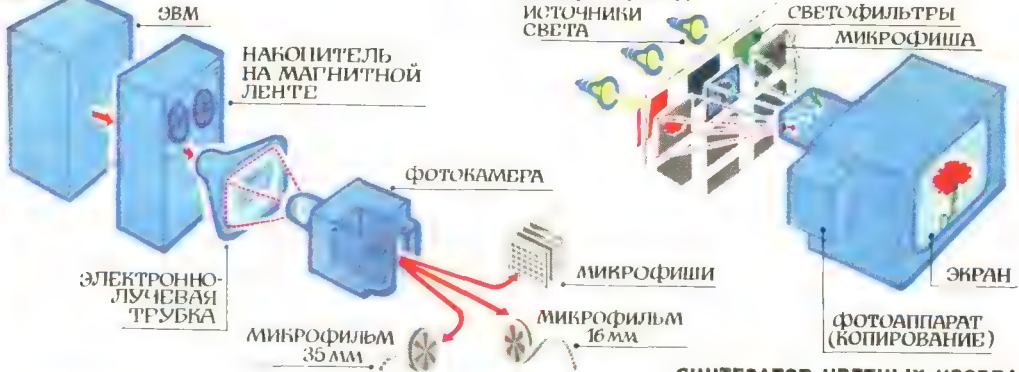 ЭВМ
НАКОПИТЕЛЬ
НА МАГНИТНОЙ
ЛЕНТЕ
ФОТОКАМЕРА
ЭЛЕКТРОННО-
ЛУЧЕВАЯ
ТРУБКА
МИКРОФИШИ
МИКРОФИЛЬМ
35 мм
МИКРОФИЛЬМ
16 мм
ИСТОЧНИКИ
СВЕТА
СВЕТОФИЛЬТРЫ
МИКРОФИША
ЭКРАН
ФОТОАППАРАТ
(КОПИРОВАНИЕ)